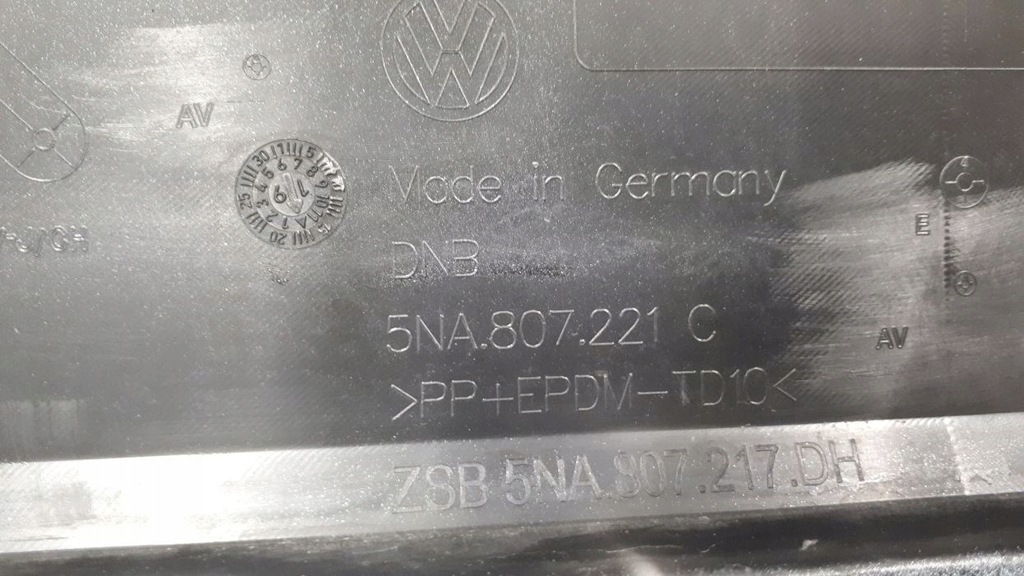 AV
Made in Germany
DNB
E
5NA.807.221 C
AV
>PP+EPDM-TD10<
ZSB 5NA.807.217.DH